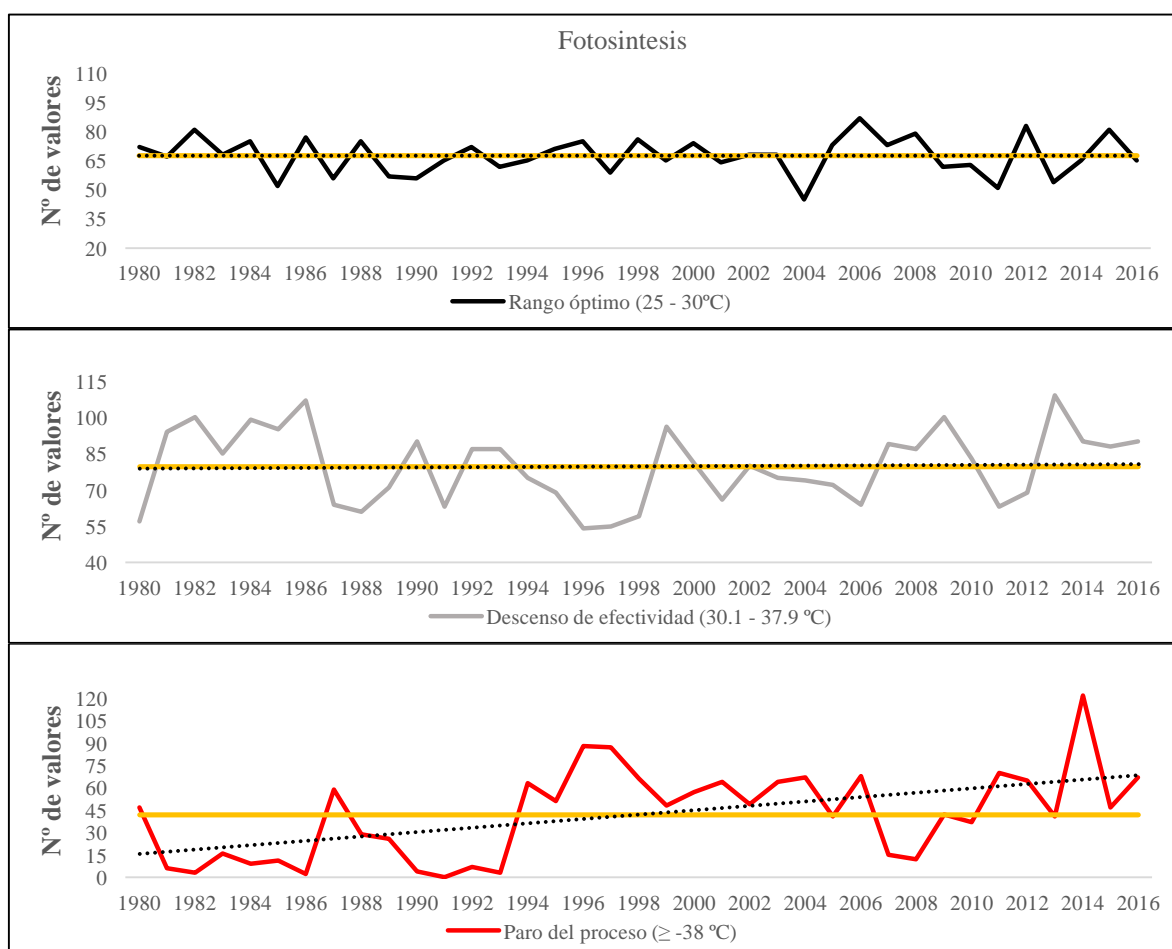 Fotosintesis
Nº de valores
110
95
80
65
50
35
20
1980 1982 1984 1986 1988 1990 1992 1994 1996 1998 2000 2002 2004 2006 2008 2010 2012 2014 2016
Rango óptimo (25 - 30ºC)
Nº de valores
115
100
85
70
55
40
1980 1982 1984 1986 1988 1990 1992 1994 1996 1998 2000 2002 2004 2006 2008 2010 2012 2014 2016
Descenso de efectividad (30.1 - 37.9 ºC)
Nº de valores
120
105
90
75
60
45
30
15
0
1980 1982 1984 1986 1988 1990 1992 1994 1996 1998 2000 2002 2004 2006 2008 2010 2012 2014 2016
Paro del proceso (≥ -38 ºC)